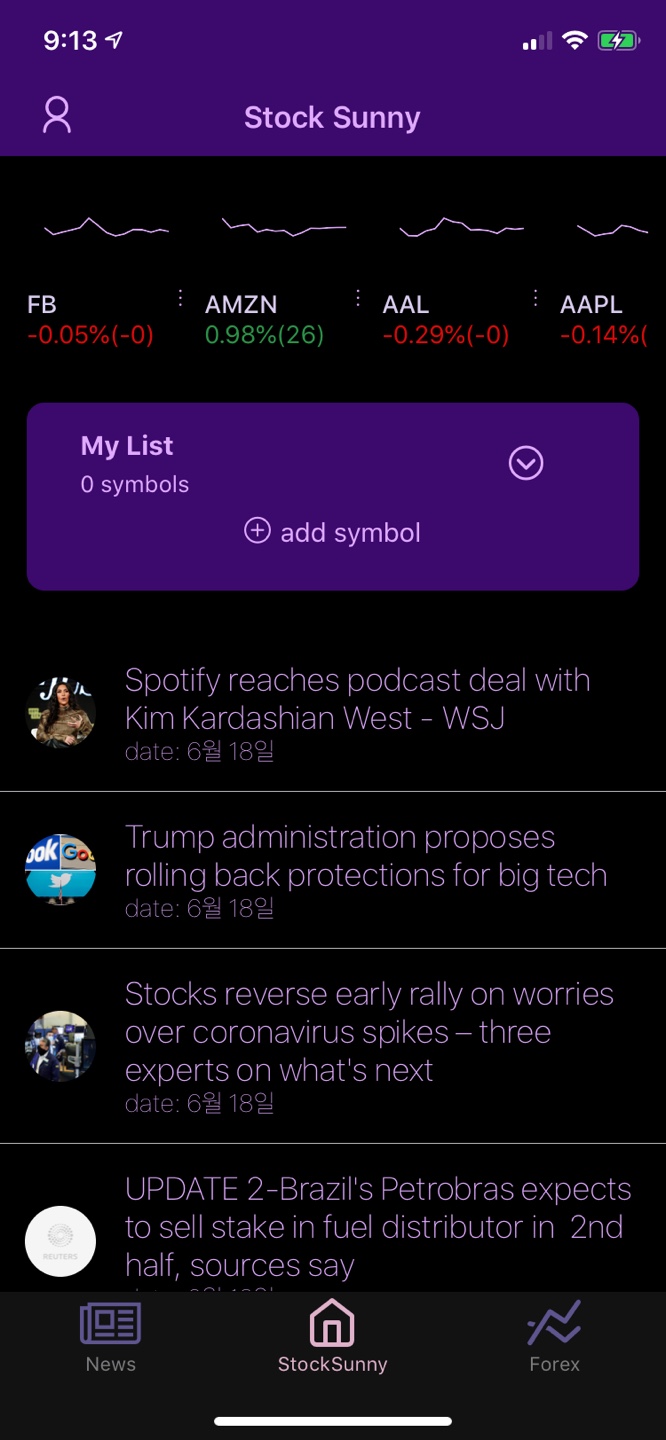 9:13
Stock Sunny
FB
-0.05%(-0)
AMZN
0.98%(26)
AAL
-0.29%(-0)
AAPL
-0.14%(
My List
0 symbols
add symbol
Spotify reaches podcast deal with
Kim Kardashian West - WSJ
date: 6월 18일
ook Goo
Trump administration proposes
rolling back protections for big tech
date: 6월 18일
Stocks reverse early rally on worries
over coronavirus spikes – three
experts on what's next
date: 6월 18일
REUTERS
UPDATE 2-Brazil's Petrobras expects
to sell stake in fuel distributor in  2nd
half, sources say
News
StockSunny
Forex